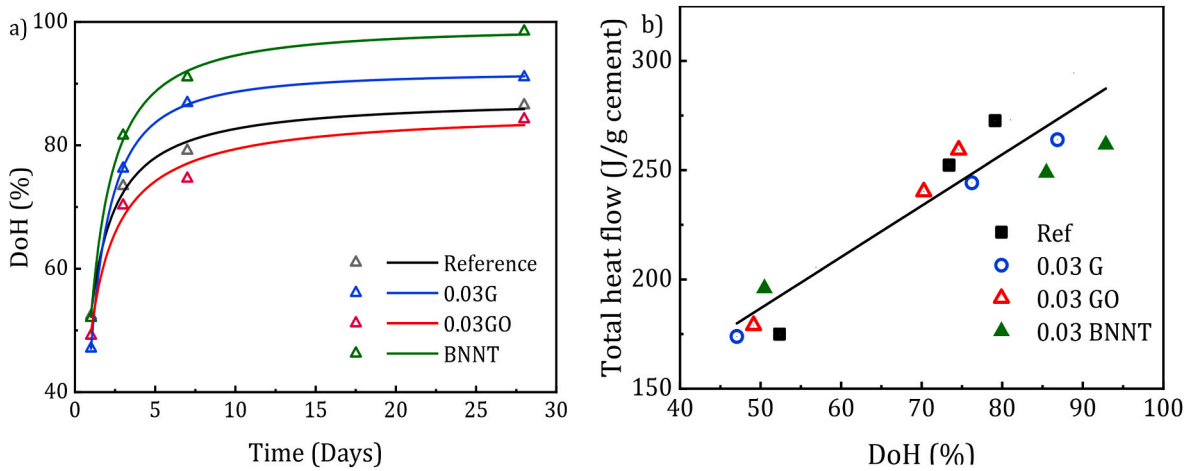 a)
100
80
60
40
DoH (%)
0
5
10
15
20
25
30
Time (Days)
Reference
0.03G
0.03GO
BNNT
b)
300
250
200
150
Total heat flow (J/g cement)
40
50
60
70
80
90
100
DoH (%)
Ref
0.03 G
0.03 GO
0.03 BNNT